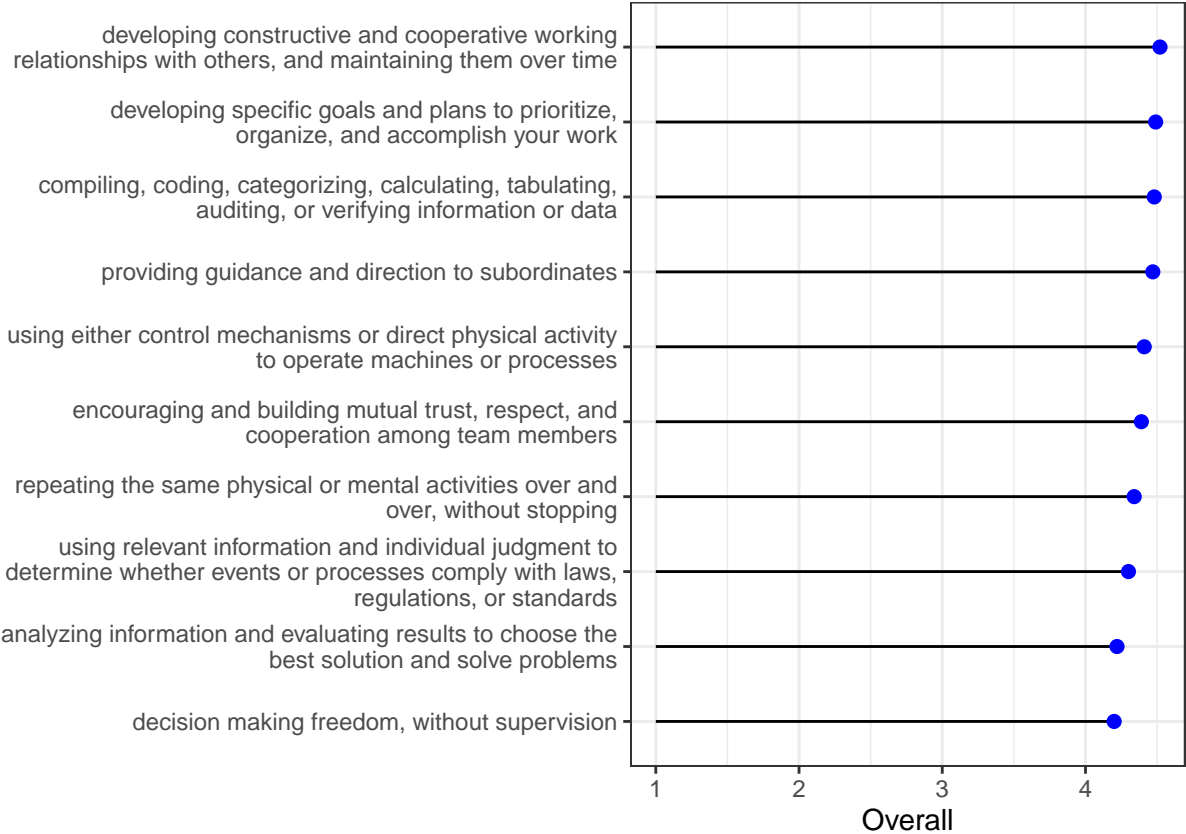 developing constructive and cooperative working
relationships with others, and maintaining them over time
developing specific goals and plans to prioritize,
organize, and accomplish your work
compiling, coding, categorizing, calculating, tabulating,
auditing, or verifying information or data
providing guidance and direction to subordinates
using either control mechanisms or direct physical activity
to operate machines or processes
encouraging and building mutual trust, respect, and
cooperation among team members
repeating the same physical or mental activities over and
over, without stopping
using relevant information and individual judgment to
determine whether events or processes comply with laws,
regulations, or standards
analyzing information and evaluating results to choose the
best solution and solve problems
decision making freedom, without supervision
1 2 3 4
Overall